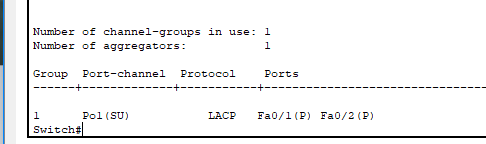 Number of channel-groups in use: 1
Number of aggregators:           1
Group  Port-channel  Protocol    Ports
------+-------------+-----------+----------------------------------------------
1      Po1(SU)           LACP   Fa0/1(P) Fa0/2(P)
Switch#